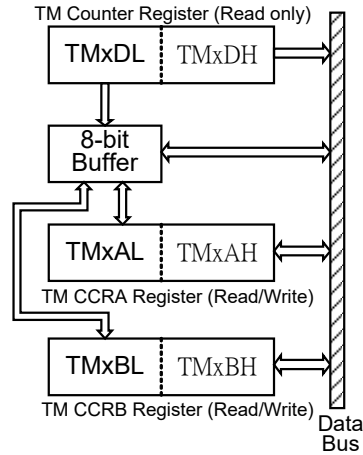 TM Counter Register (Read only)
TMxDL TMxDH
8-bit
Buffer
TMxAL TMxAH
TM CCRA Register (Read/Write)
TMxBL TMxBH
TM CCRB Register (Read/Write)
Data
Bus